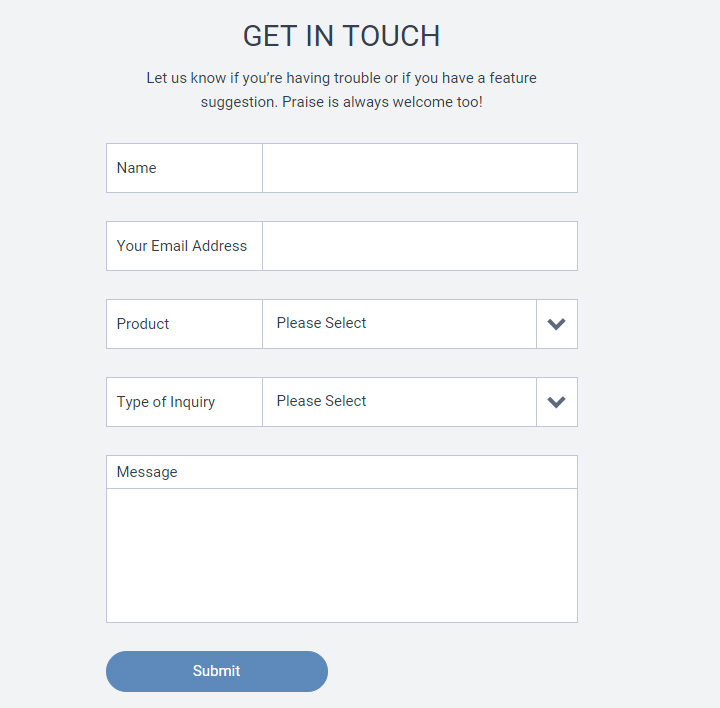 GET IN TOUCH
Let us know if you’re having trouble or if you have a feature
suggestion. Praise is always welcome too!
Name
Your Email Address
Product
Please Select
Type of Inquiry
Please Select
Message
Submit